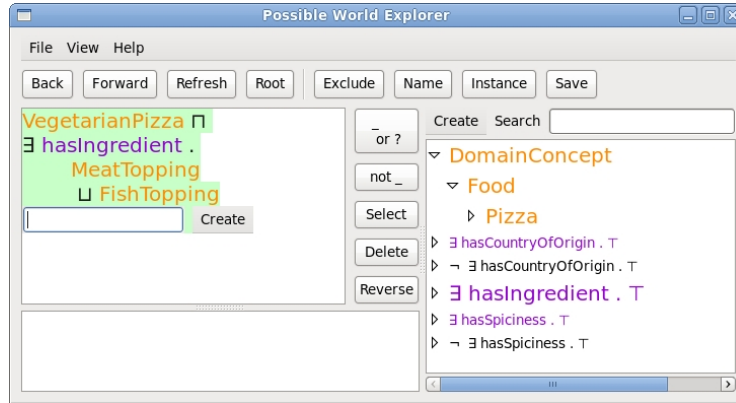 Possible World Explorer
File View Help
Back Forward Refresh Root Exclude Name Instance Save
VegetarianPizza ⊓
∃ hasIngredient .
MeatTopping
⊔ FishTopping
Create
_ or ?
not _
Select
Delete
Reverse
Create Search
DomainConcept
Food
Pizza
∃ hasCountryOfOrigin . ⊤
¬ ∃ hasCountryOfOrigin . ⊤
∃ hasIngredient . ⊤
∃ hasSpiciness . ⊤
¬ ∃ hasSpiciness . ⊤